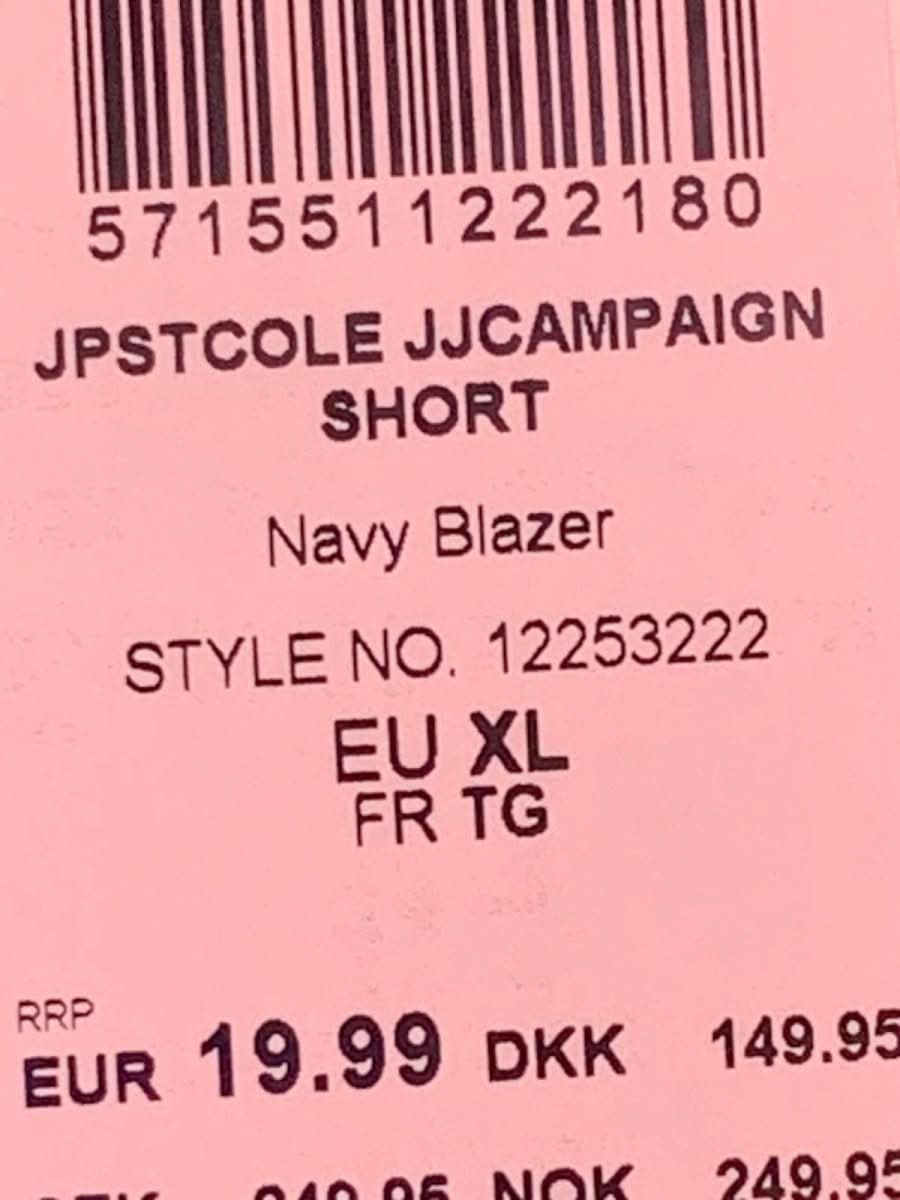 5715511222180
JPSTCOLE JJCAMPAIGN
SHORT
Navy Blazer
STYLE NO. 12253222
EU XL
FR TG
RRP
EUR 19.99 DKK 149.95
NOK 249.95